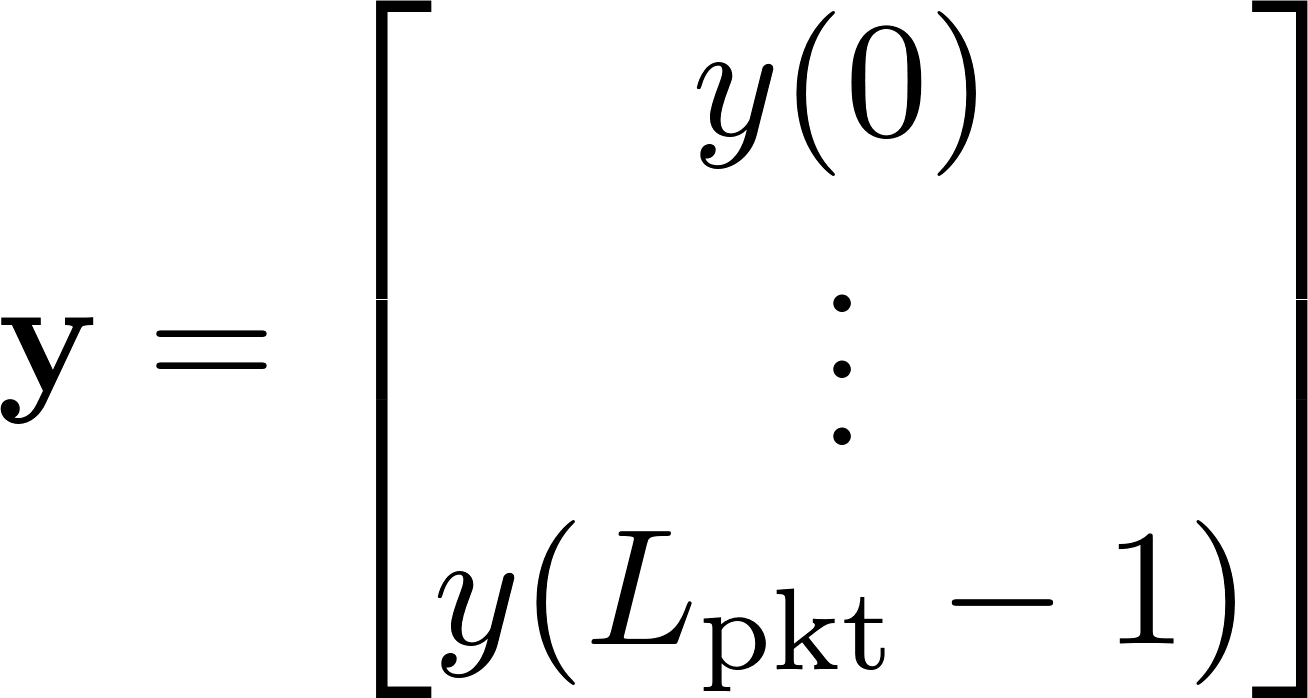 y(0)
y = ⋮
y(L_pkt − 1)